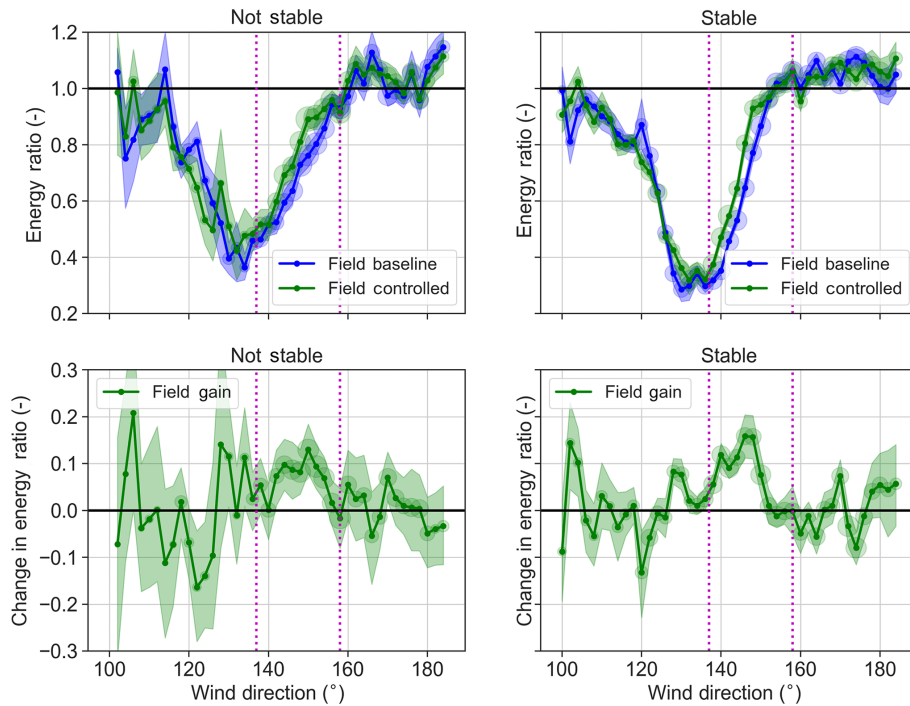 Not stable
Stable
Energy ratio (-)
1.2
1.0
0.8
0.6
0.4
0.2
Field baseline
Field controlled
Energy ratio (-)
Field baseline
Field controlled
Not stable
Stable
Change in energy ratio (-)
0.3
0.2
0.1
0.0
−0.1
−0.2
−0.3
Field gain
100 120 140 160 180
Wind direction (°)
Change in energy ratio (-)
Field gain
100 120 140 160 180
Wind direction (°)